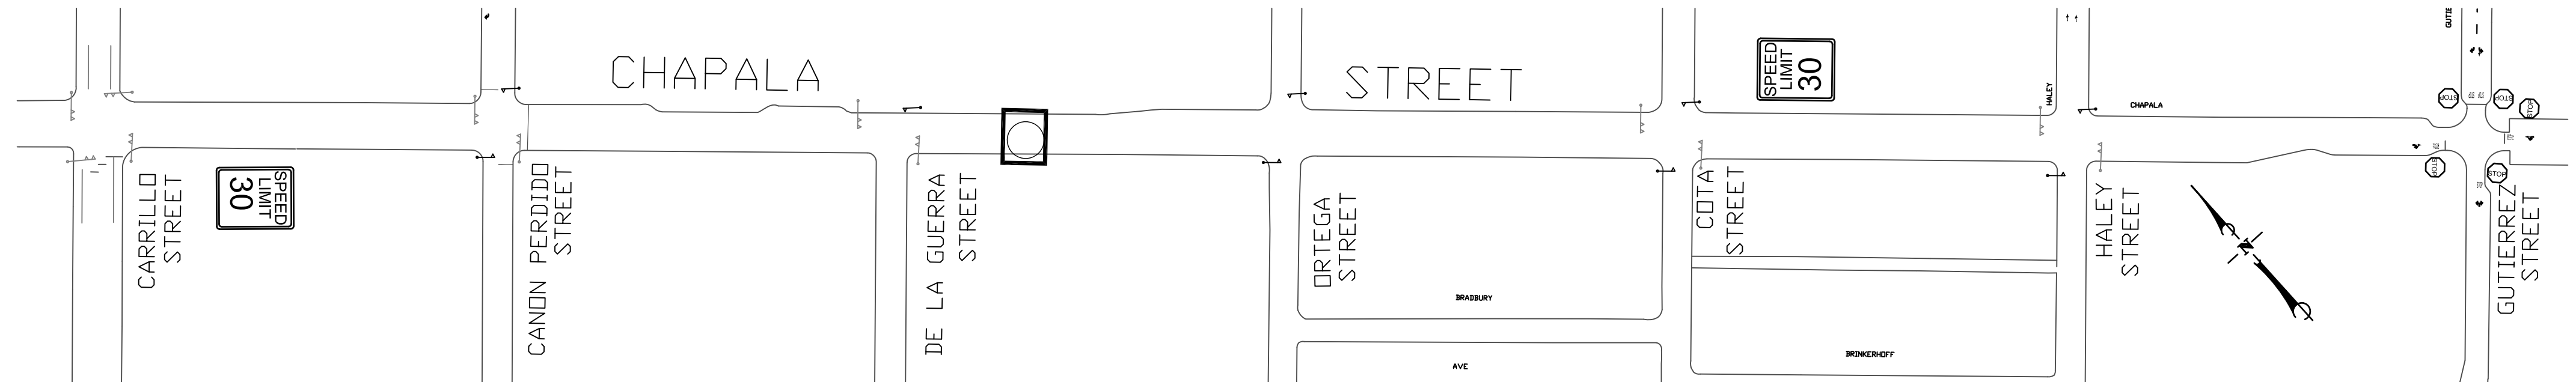 CHAPALA STREET
SPEED
LIMIT
30
GUTIE
HALEY
CHAPALA
STOP
STOP
STOP
STOP
STOP
CARRILLO
STREET
SPEED
LIMIT
30
CANON PERDIDO
STREET
DE LA GUERRA
STREET
ORTEGA
STREET
COTA
STREET
HALEY
STREET
N
GUTIERREZ
STREET
BRADBURY
AVE
BRINKERHOFF